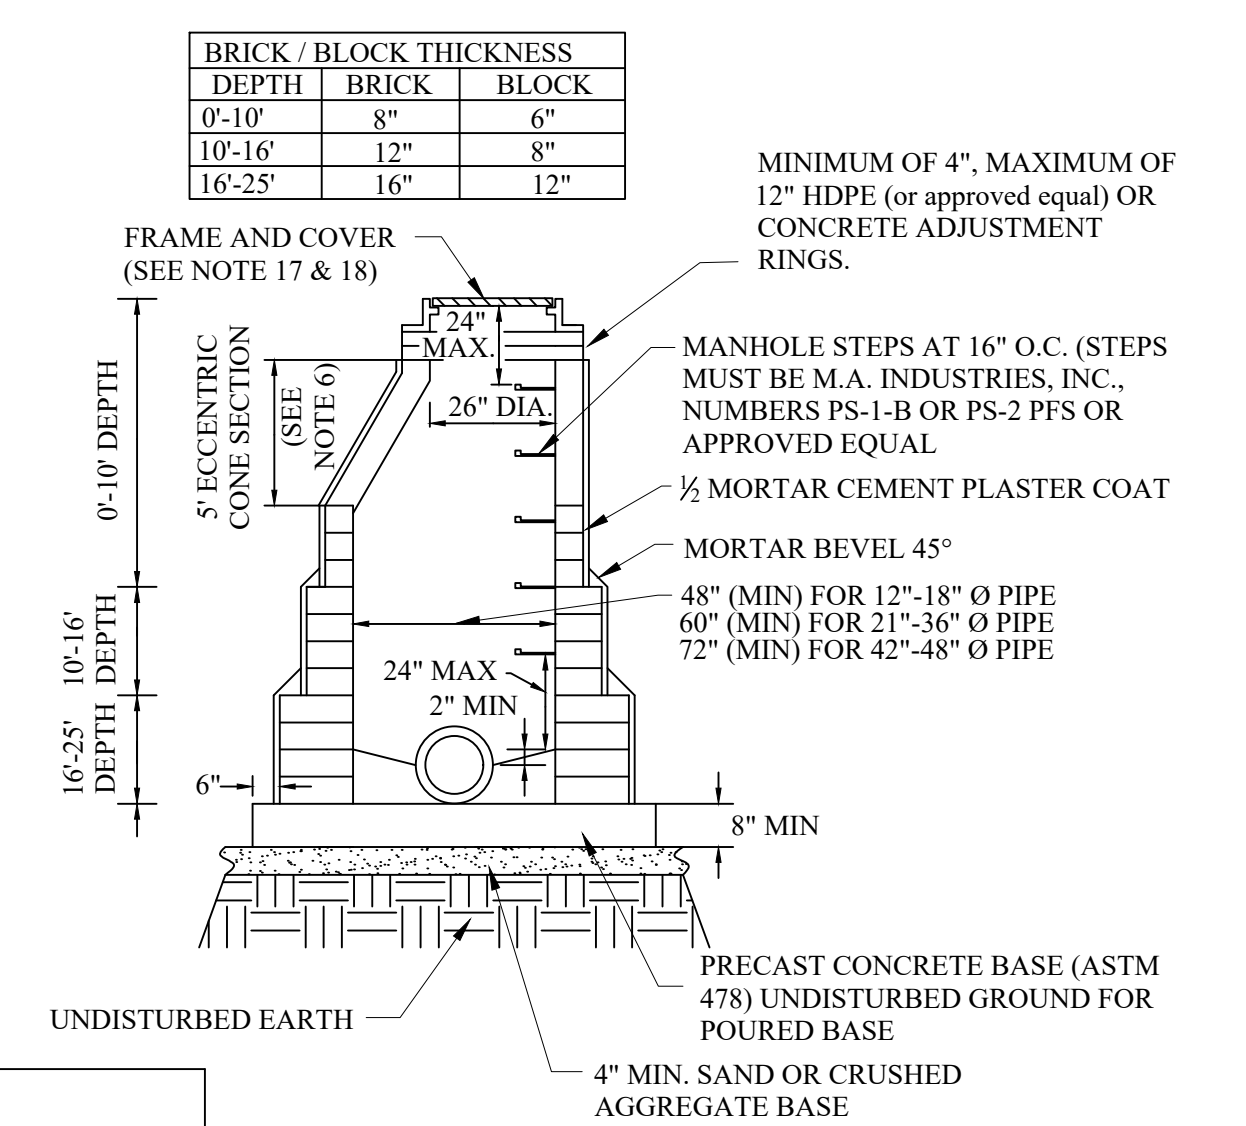 BRICK / BLOCK THICKNESS
DEPTH BRICK BLOCK
0'-10' 8" 6"
10'-16' 12" 8"
16'-25' 16" 12"
MINIMUM OF 4", MAXIMUM OF
12" HDPE (or approved equal) OR
CONCRETE ADJUSTMENT
RINGS.
FRAME AND COVER
(SEE NOTE 17 & 18)
24"
MAX.
26" DIA.
5' ECCENTRIC
CONE SECTION
(SEE
NOTE 6)
0'-10' DEPTH
10'-16'
DEPTH
16'-25'
DEPTH
MANHOLE STEPS AT 16" O.C. (STEPS
MUST BE M.A. INDUSTRIES, INC.,
NUMBERS PS-1-B OR PS-2 PFS OR
APPROVED EQUAL
½ MORTAR CEMENT PLASTER COAT
MORTAR BEVEL 45°
48" (MIN) FOR 12"-18" Ø PIPE
60" (MIN) FOR 21"-36" Ø PIPE
72" (MIN) FOR 42"-48" Ø PIPE
24" MAX
2" MIN
6"
8" MIN
PRECAST CONCRETE BASE (ASTM
478) UNDISTURBED GROUND FOR
POURED BASE
UNDISTURBED EARTH
4" MIN. SAND OR CRUSHED
AGGREGATE BASE